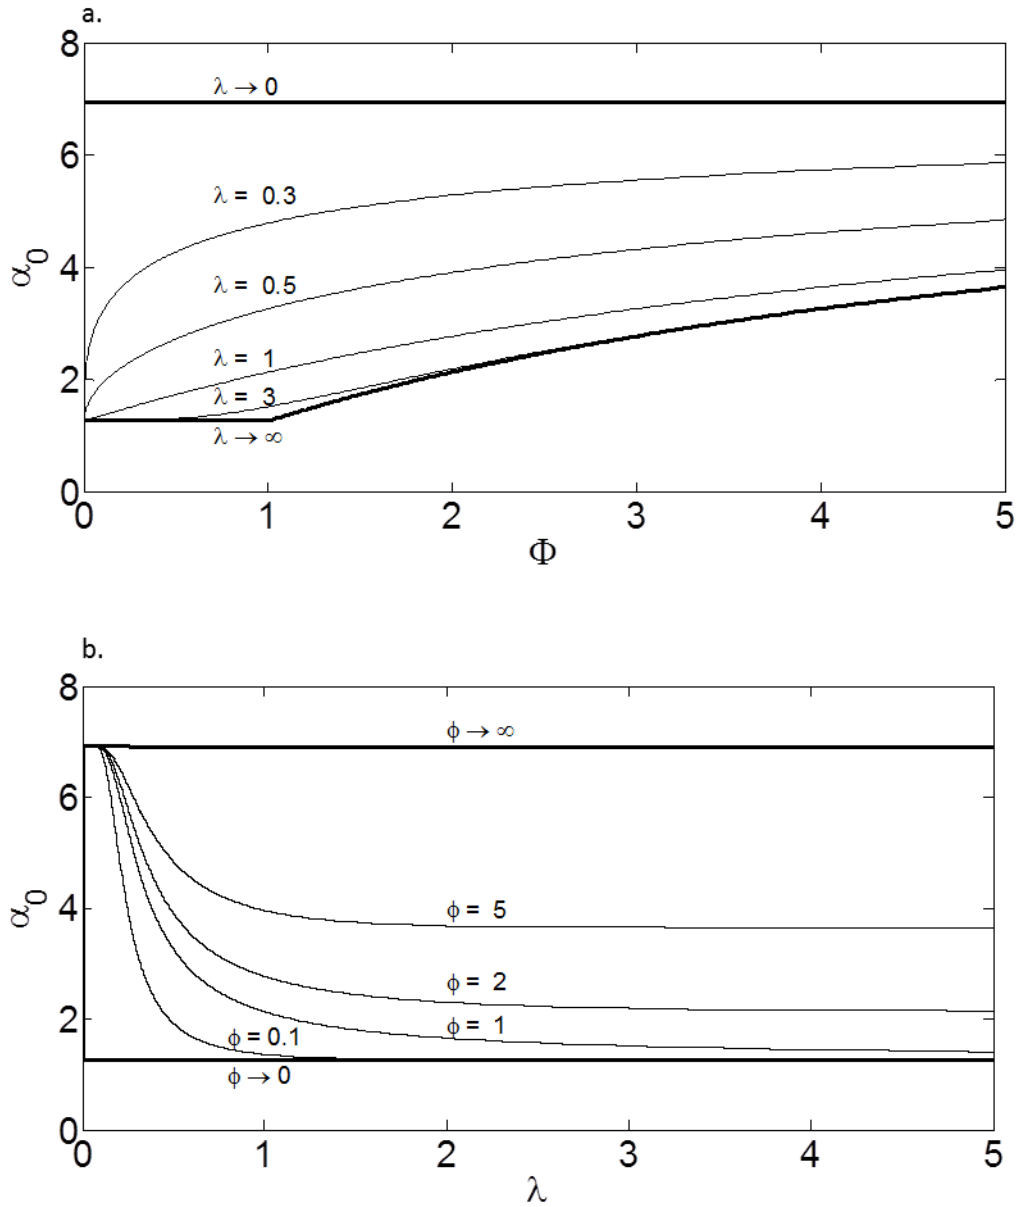 a.
8
λ → 0
6
λ = 0.3
α0
4
λ = 0.5
λ = 1
2
λ = 3
λ → ∞
0
0 1 2 3 4 5
Φ
b.
8
ϕ → ∞
6
α0
4
ϕ = 5
ϕ = 2
2
ϕ = 0.1
ϕ = 1
ϕ → 0
0
0 1 2 3 4 5
λ